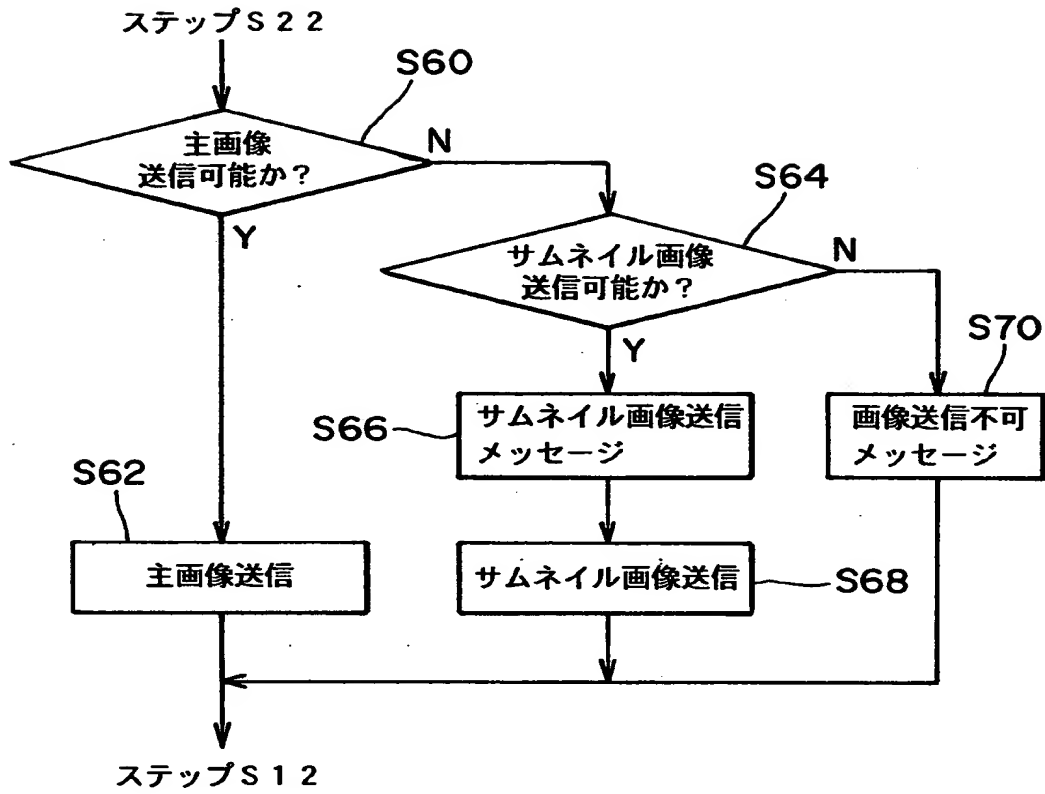 ステップS22
S60
主画像
送信可能か?
N
Y
S64
サムネイル画像
送信可能か?
N
Y
S70
S66
サムネイル画像送信
メッセージ
画像送信不可
メッセージ
S62
主画像送信
サムネイル画像送信
S68
ステップS12